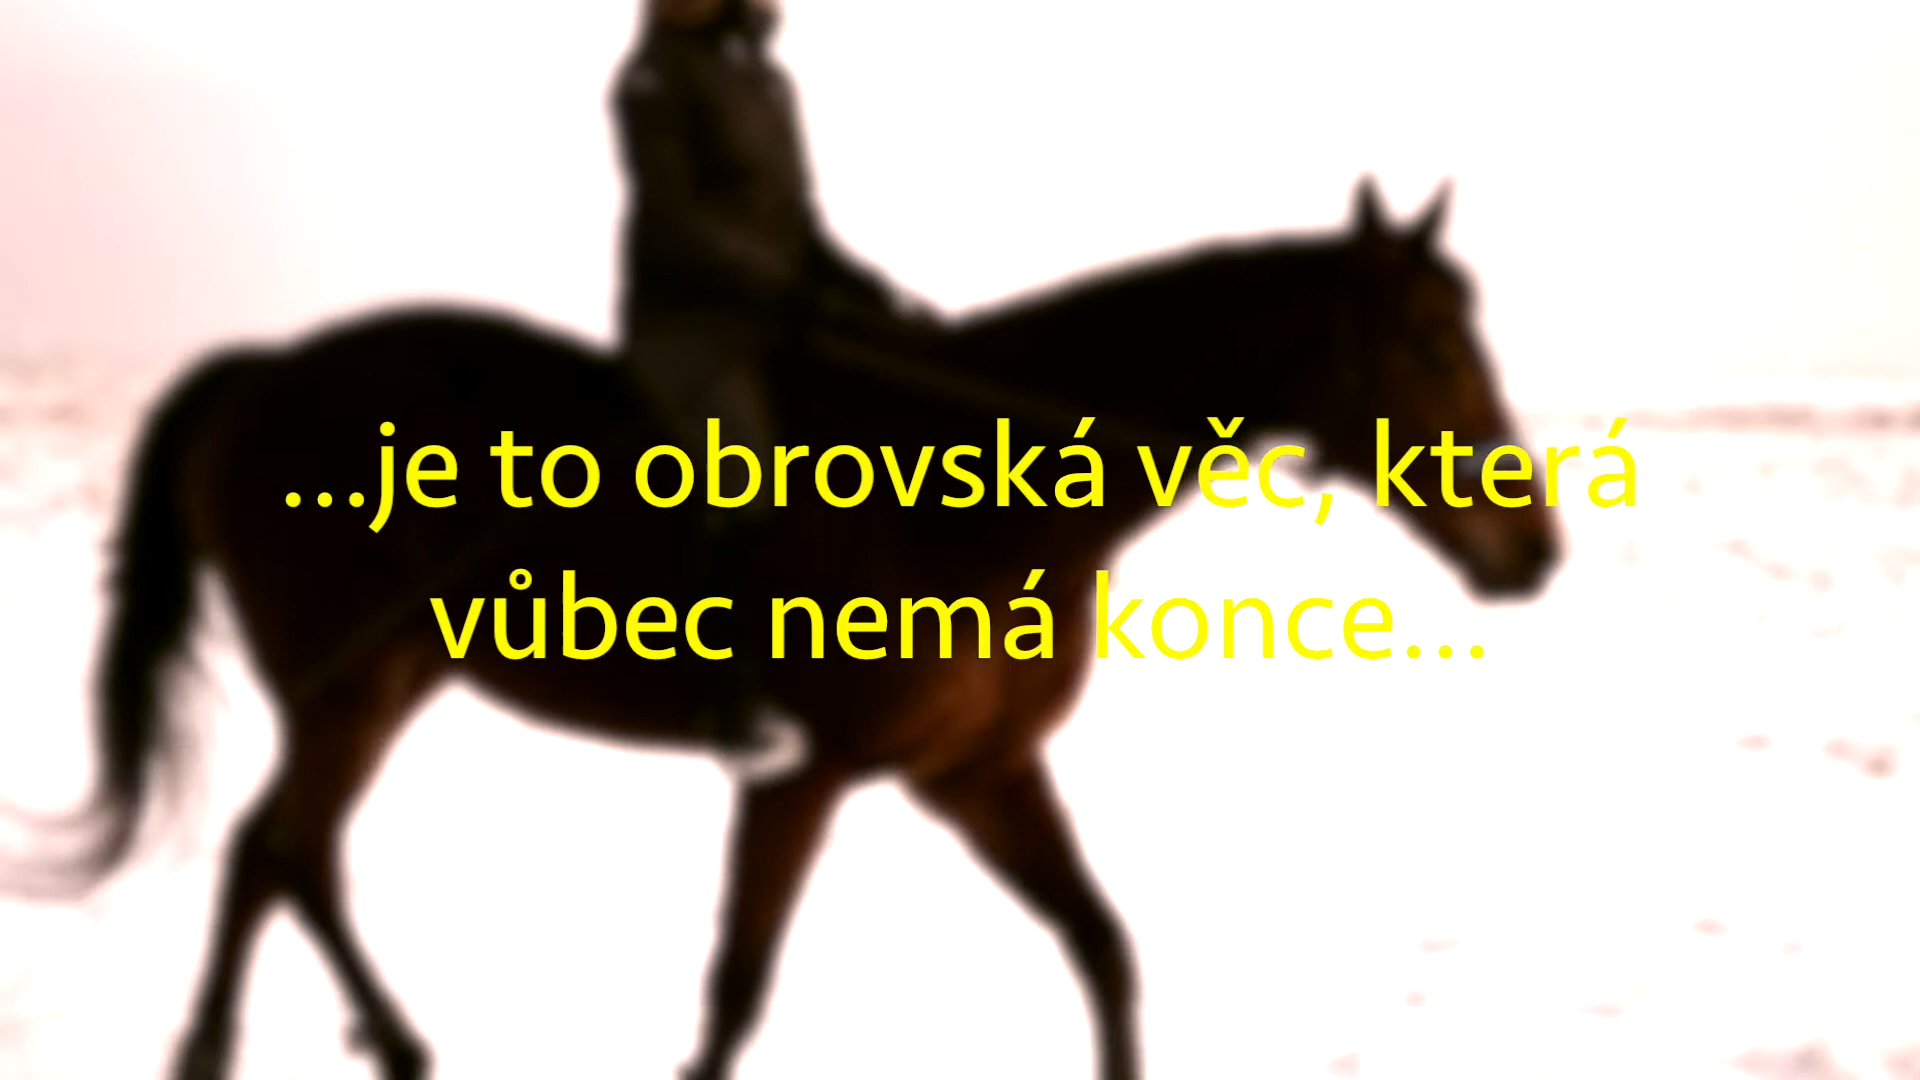 ...je to obrovská věc, která
vůbec nemá konce...